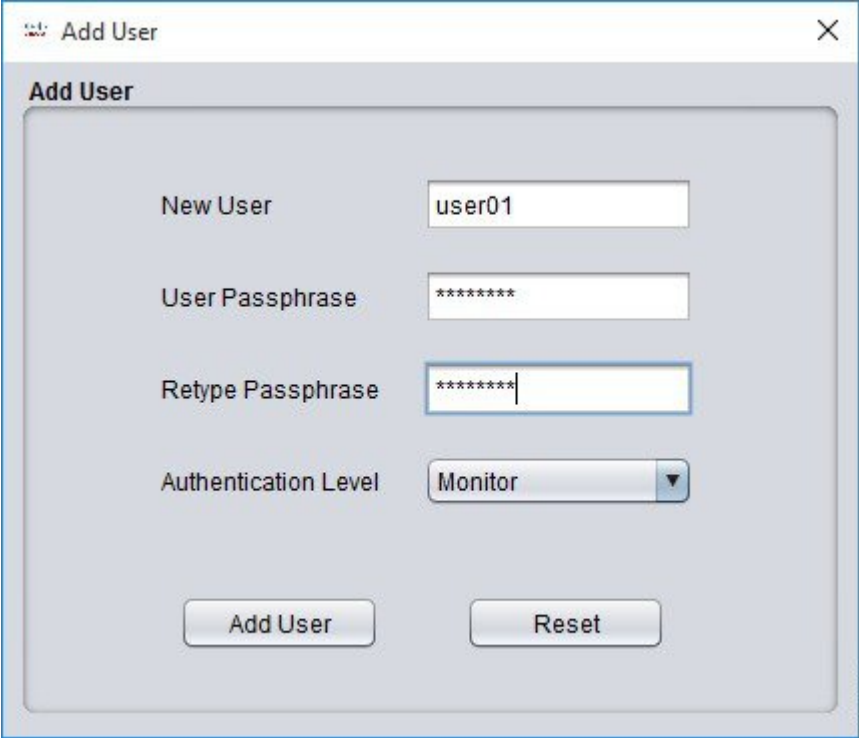 Add User
Add User
New User user01
User Passphrase ********
Retype Passphrase ********
Authentication Level Monitor
Add User Reset